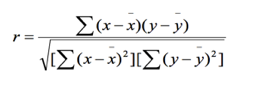 r = ∑(x−x̄)(y−y̅) / √[∑(x−x̄)²][∑(y−y̅)²]